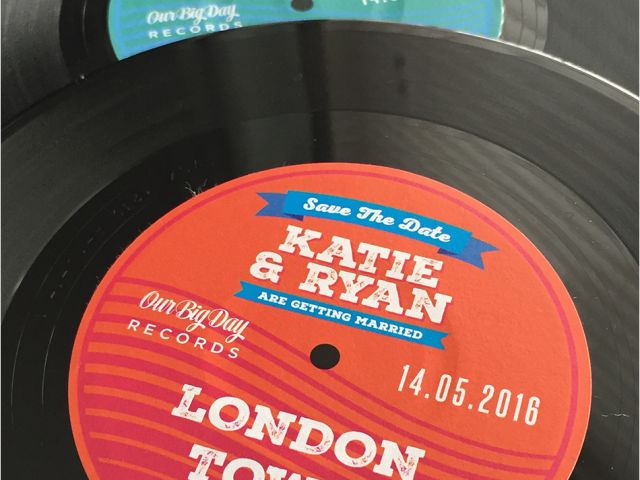 Our Big Day
RECORDS
Save The Date
KATIE
& RYAN
ARE GETTING MARRIED
Our Big Day
RECORDS
14.05.2016
LONDON